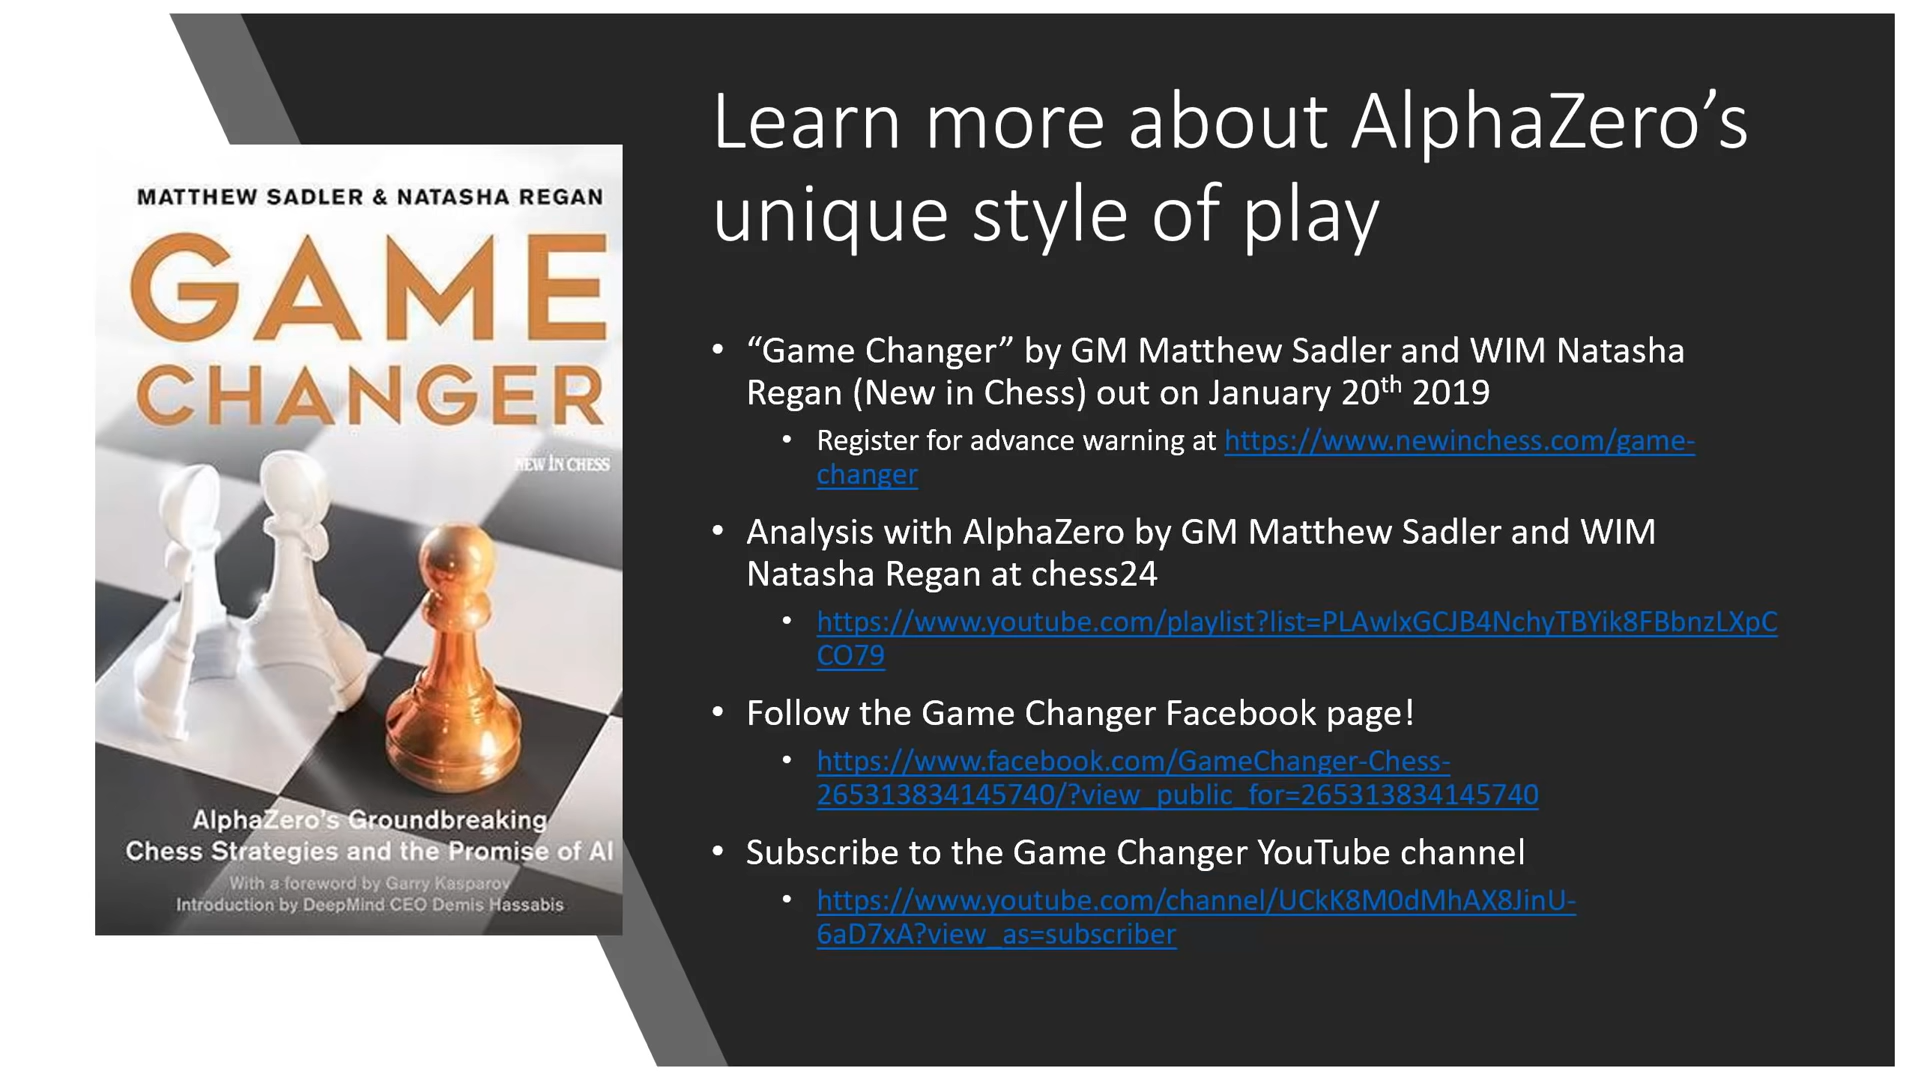 MATTHEW SADLER & NATASHA REGAN
GAME
CHANGER
NEW IN CHESS
AlphaZero's Groundbreaking
Chess Strategies and the Promise of AI
With a foreword by Garry Kasparov
Introduction by DeepMind CEO Demis Hassabis
Learn more about AlphaZero’s
unique style of play
• “Game Changer” by GM Matthew Sadler and WIM Natasha
Regan (New in Chess) out on January 20th 2019
• Register for advance warning at https://www.newinchess.com/game-
changer
• Analysis with AlphaZero by GM Matthew Sadler and WIM
Natasha Regan at chess24
• https://www.youtube.com/playlist?list=PLAwlxGCJB4NchyTBYik8FBbnzLXpC
CO79
• Follow the Game Changer Facebook page!
• https://www.facebook.com/GameChanger-Chess-
265313834145740/?view_public_for=265313834145740
• Subscribe to the Game Changer YouTube channel
• https://www.youtube.com/channel/UCkK8M0dMhAX8JinU-
6aD7xA?view_as=subscriber